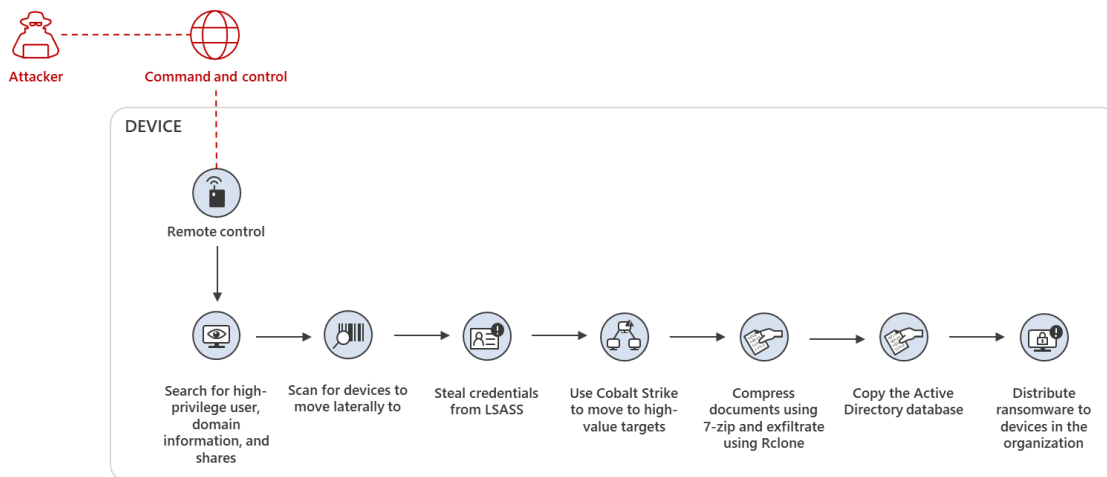 Attacker
Command and control
DEVICE
Remote control
Search for high-
privilege user,
domain
information, and
shares
Scan for devices to
move laterally to
Steal credentials
from LSASS
Use Cobalt Strike
to move to high-
value targets
Compress
documents using
7-zip and exfiltrate
using Rclone
Copy the Active
Directory database
Distribute
ransomware to
devices in the
organization